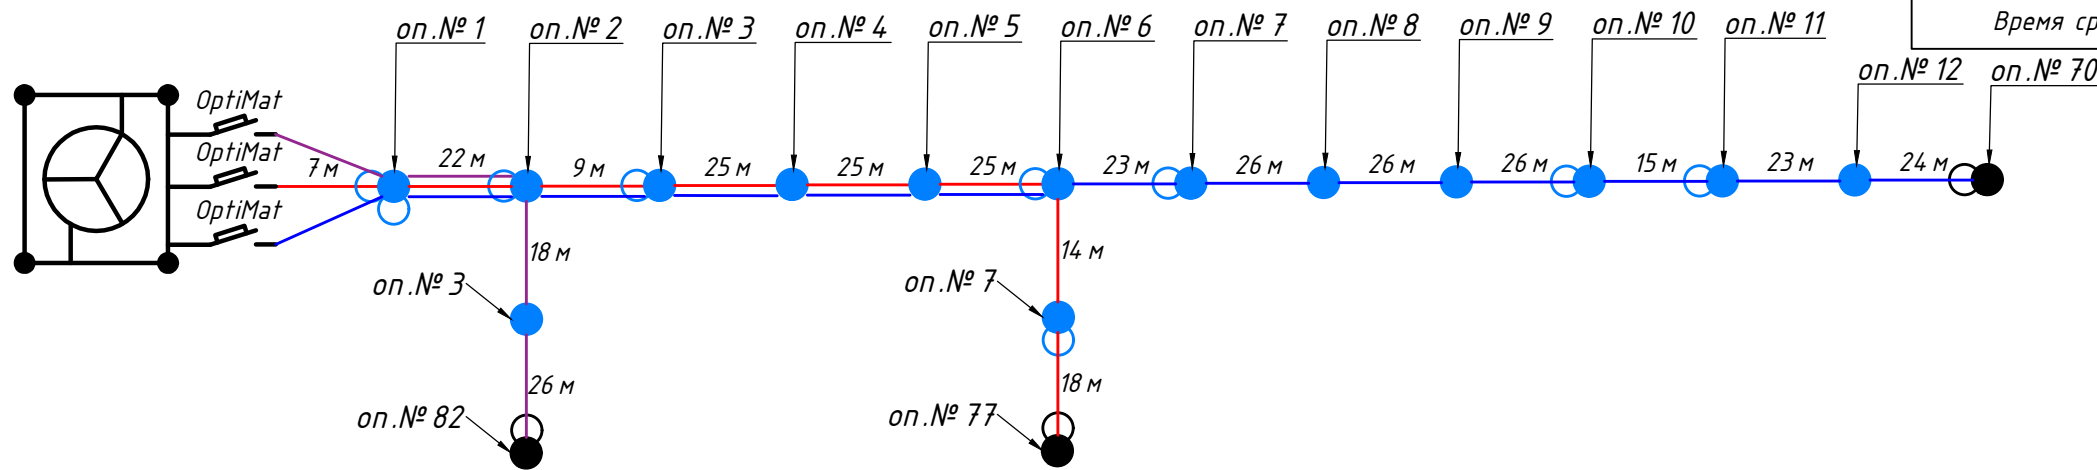 Время ср
оп.№ 1
оп.№ 2
оп.№ 3
оп.№ 4
оп.№ 5
оп.№ 6
оп.№ 7
оп.№ 8
оп.№ 9
оп.№ 10
оп.№ 11
оп.№ 12
оп.№ 70
OptiMat
OptiMat
OptiMat
7 м
22 м
9 м
25 м
25 м
25 м
23 м
26 м
26 м
26 м
15 м
23 м
24 м
18 м
14 м
оп.№ 3
оп.№ 7
26 м
18 м
оп.№ 82
оп.№ 77